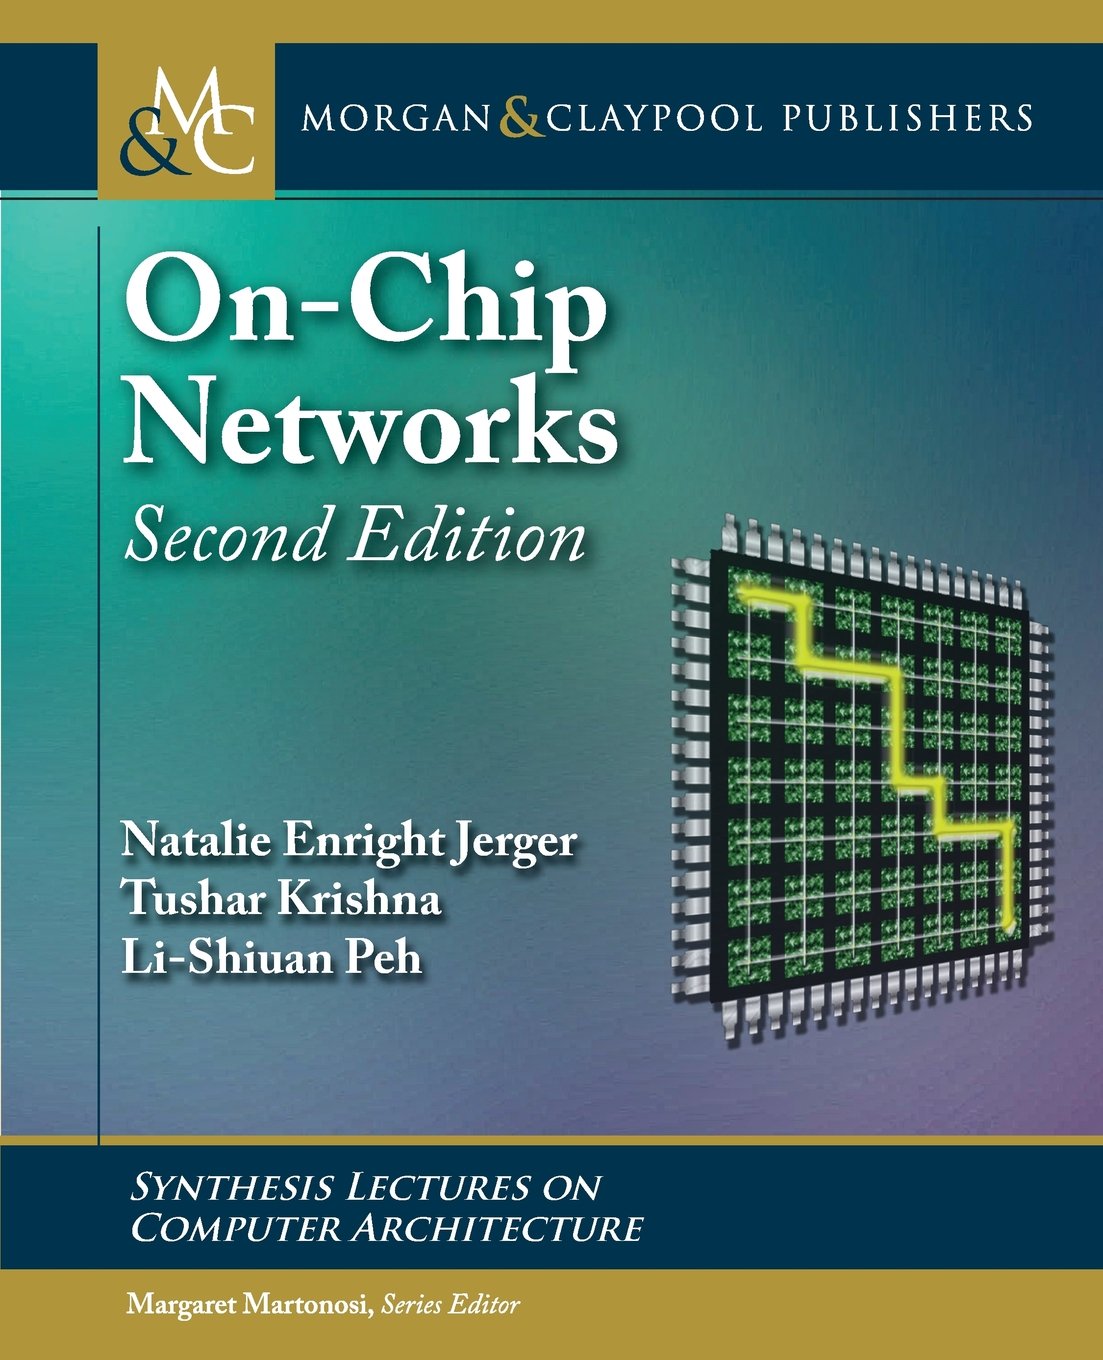 M&C
MORGAN & CLAYPOOL PUBLISHERS
On-Chip
Networks
Second Edition
Natalie Enright Jerger
Tushar Krishna
Li-Shiuan Peh
SYNTHESIS LECTURES ON
COMPUTER ARCHITECTURE
Margaret Martonosi, Series Editor